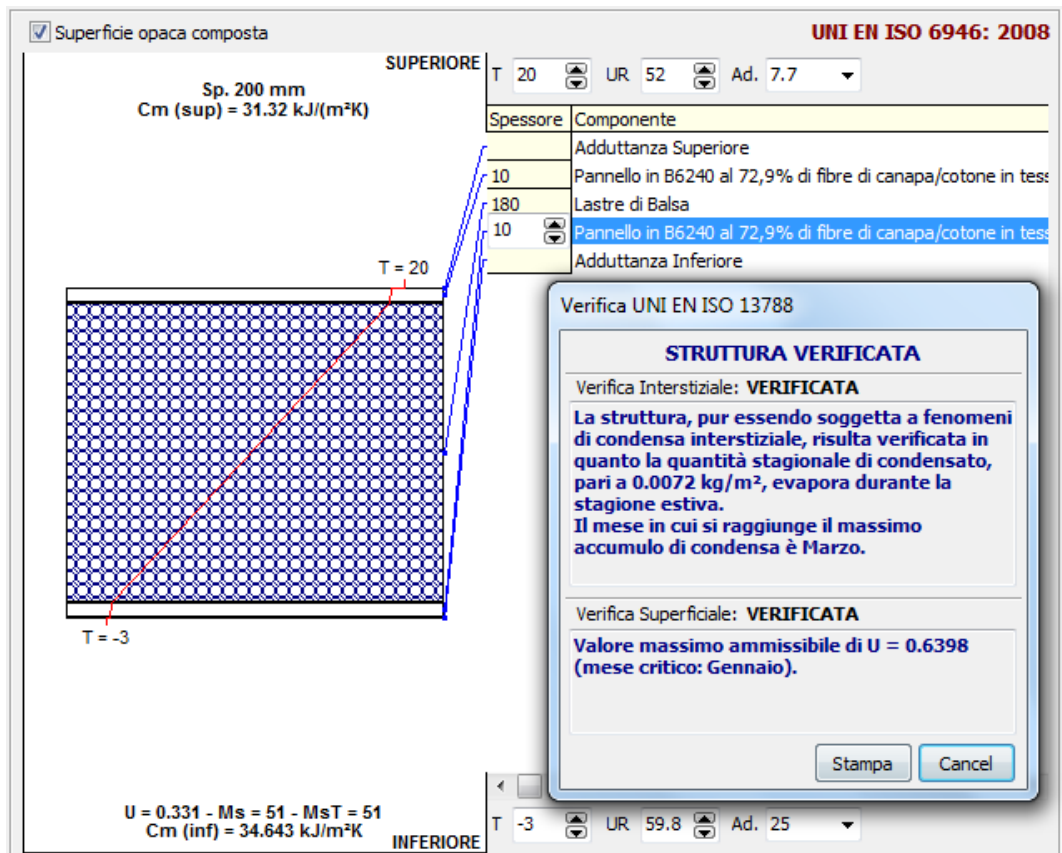 Superficie opaca composta
UNI EN ISO 6946: 2008
SUPERIORE
Sp. 200 mm
Cm (sup) = 31.32 kJ/(m²K)
T 20 UR 52 Ad. 7.7
Spessore Componente
Adduttanza Superiore
10 Pannello in B6240 al 72,9% di fibre di canapa/cotone in tess
180 Lastre di Balsa
10 Pannello in B6240 al 72,9% di fibre di canapa/cotone in tess
Adduttanza Inferiore
T = 20
T = -3
Verifica UNI EN ISO 13788
STRUTTURA VERIFICATA
Verifica Interstiziale: VERIFICATA
La struttura, pur essendo soggetta a fenomeni
di condensa interstiziale, risulta verificata in
quanto la quantità stagionale di condensato,
pari a 0.0072 kg/m², evapora durante la
stagione estiva.
Il mese in cui si raggiunge il massimo
accumulo di condensa è Marzo.
Verifica Superficiale: VERIFICATA
Valore massimo ammissibile di U = 0.6398
(mese critico: Gennaio).
Stampa Cancel
U = 0.331 - Ms = 51 - MsT = 51
Cm (inf) = 34.643 kJ/m²K
INFERIORE
T -3 UR 59.8 Ad. 25